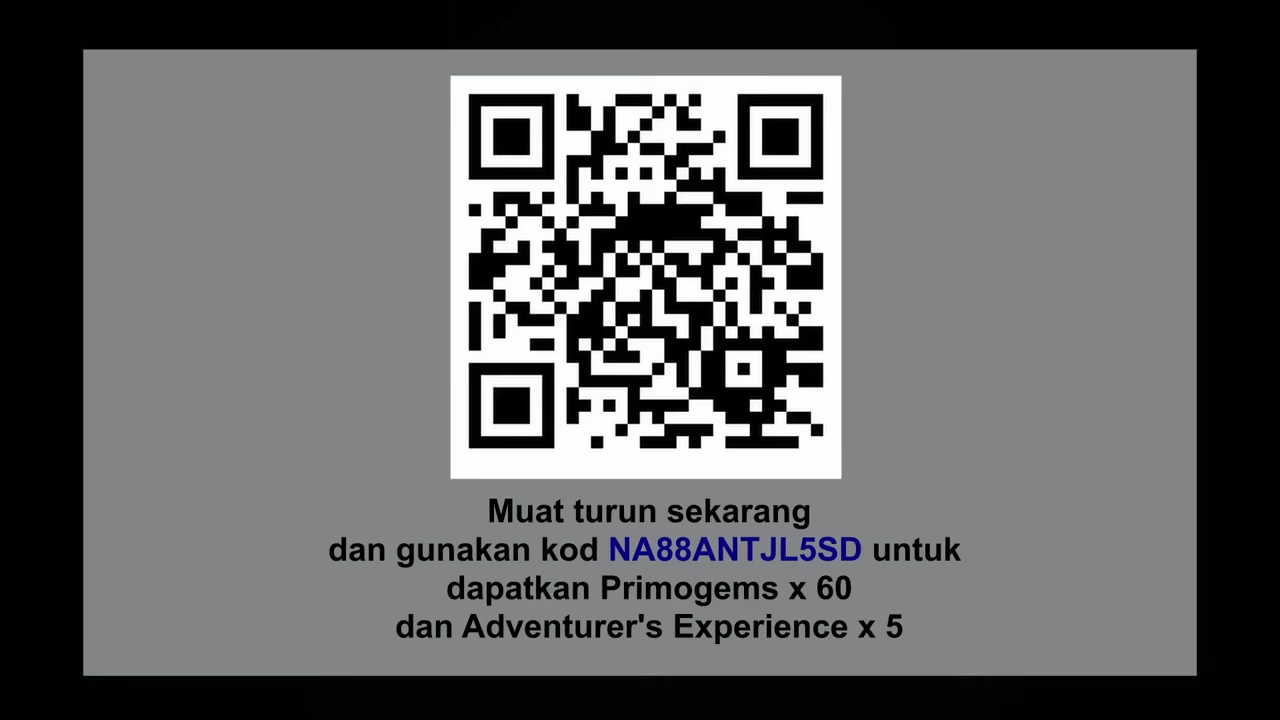 Muat turun sekarang
dan gunakan kod NA88ANTJL5SD untuk
dapatkan Primogems x 60
dan Adventurer's Experience x 5